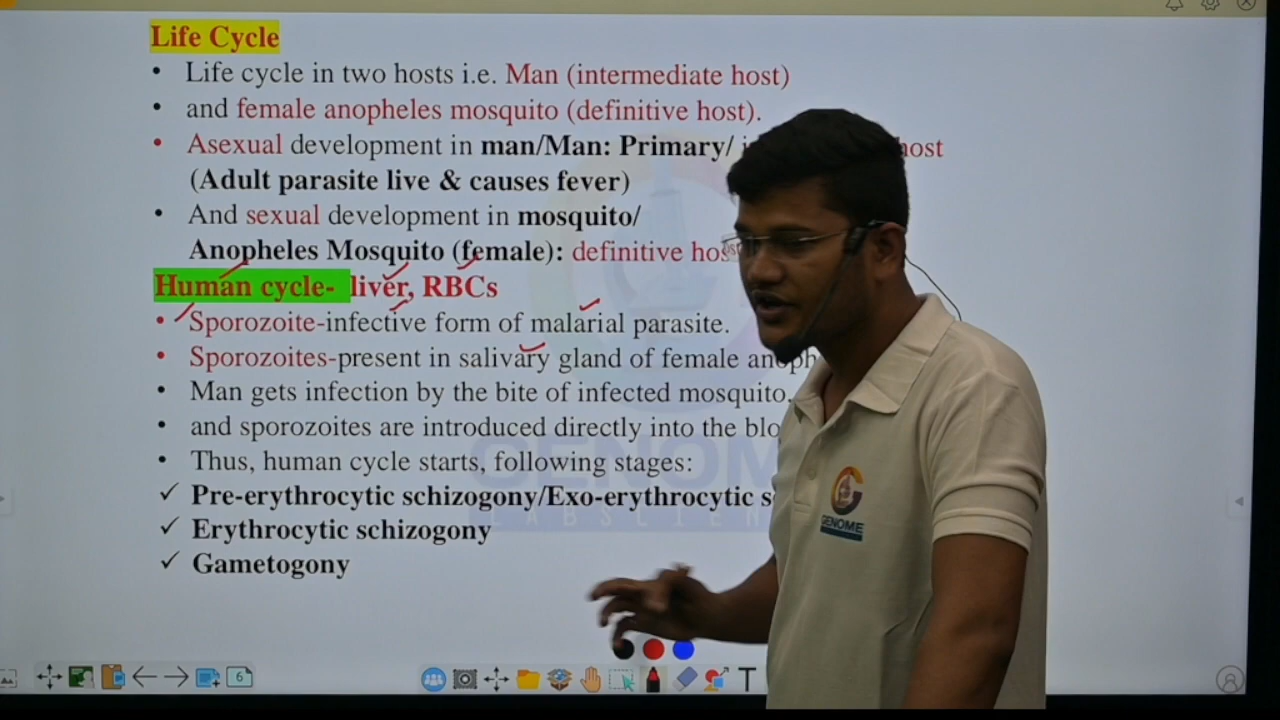 Life Cycle
• Life cycle in two hosts i.e. Man (intermediate host)
• and female anopheles mosquito (definitive host).
• Asexual development in man/Man: Primary/ host
(Adult parasite live & causes fever)
• And sexual development in mosquito/
Anopheles Mosquito (female): definitive
Human cycle- liver, RBCs
• Sporozoite-infective form of malarial parasite.
• Sporozoites-present in salivary gland of female
• Man gets infection by the bite of infected mosquito.
• and sporozoites are introduced directly into the
• Thus, human cycle starts, following stages:
✓ Pre-erythrocytic schizogony/Exo-erythrocytic
✓ Erythrocytic schizogony
✓ Gametogony
GENOME
6
T